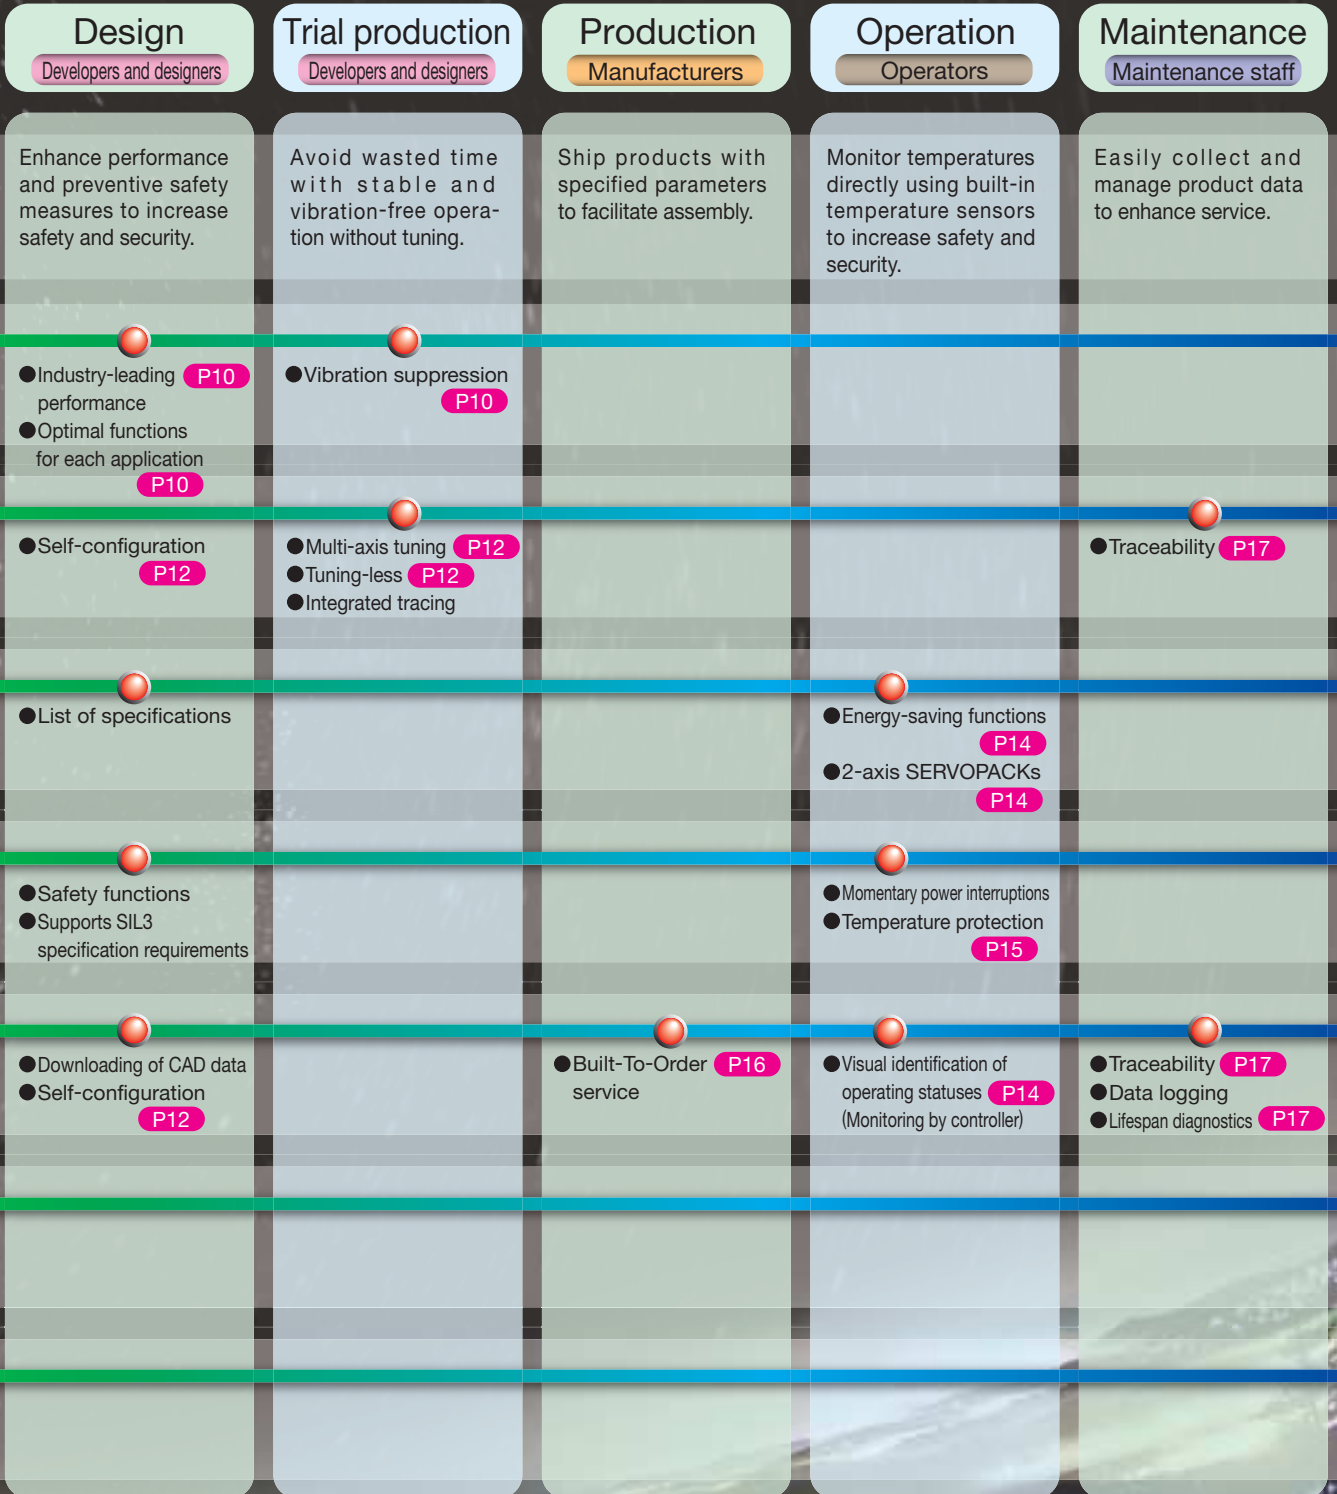 Design
Developers and designers
Trial production
Developers and designers
Production
Manufacturers
Operation
Operators
Maintenance
Maintenance staff
Enhance performance
and preventive safety
measures to increase
safety and security.
Avoid wasted time
with stable and
vibration-free opera-
tion without tuning.
Ship products with
specified parameters
to facilitate assembly.
Monitor temperatures
directly using built-in
temperature sensors
to increase safety and
security.
Easily collect and
manage product data
to enhance service.
●Industry-leading P10
performance
●Optimal functions
for each application
P10
●Vibration suppression
P10
●Self-configuration
P12
●Multi-axis tuning P12
●Tuning-less P12
●Integrated tracing
●Traceability P17
●List of specifications
●Energy-saving functions
P14
●2-axis SERVOPACKs
P14
●Safety functions
●Supports SIL3
specification requirements
●Momentary power interruptions
●Temperature protection
P15
●Downloading of CAD data
●Self-configuration
P12
●Built-To-Order P16
service
●Visual identification of
operating statuses P14
(Monitoring by controller)
●Traceability P17
●Data logging
●Lifespan diagnostics P17